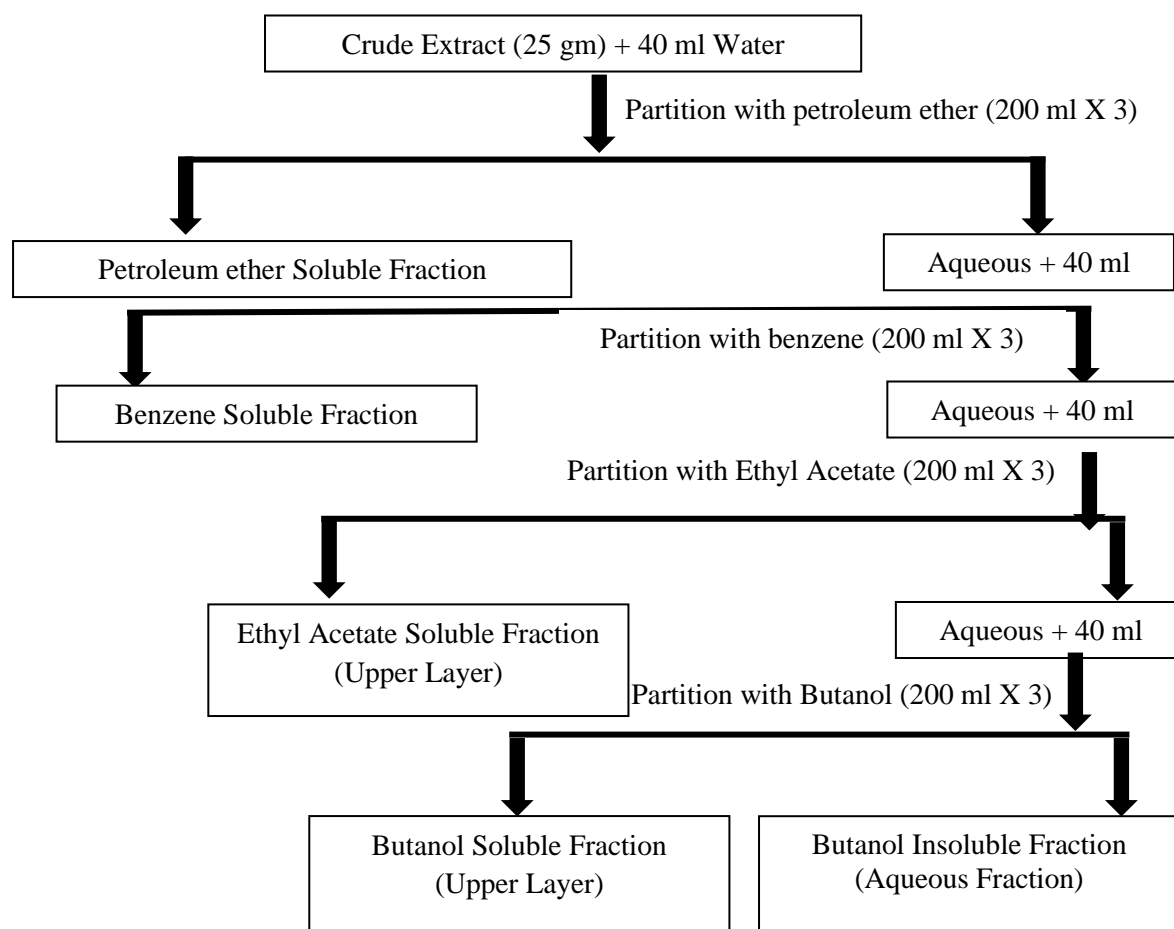 Crude Extract (25 gm) + 40 ml Water
Partition with petroleum ether (200 ml X 3)
Petroleum ether Soluble Fraction
Aqueous + 40 ml
Partition with benzene (200 ml X 3)
Benzene Soluble Fraction
Aqueous + 40 ml
Partition with Ethyl Acetate (200 ml X 3)
Ethyl Acetate Soluble Fraction
(Upper Layer)
Aqueous + 40 ml
Partition with Butanol (200 ml X 3)
Butanol Soluble Fraction
(Upper Layer)
Butanol Insoluble Fraction
(Aqueous Fraction)